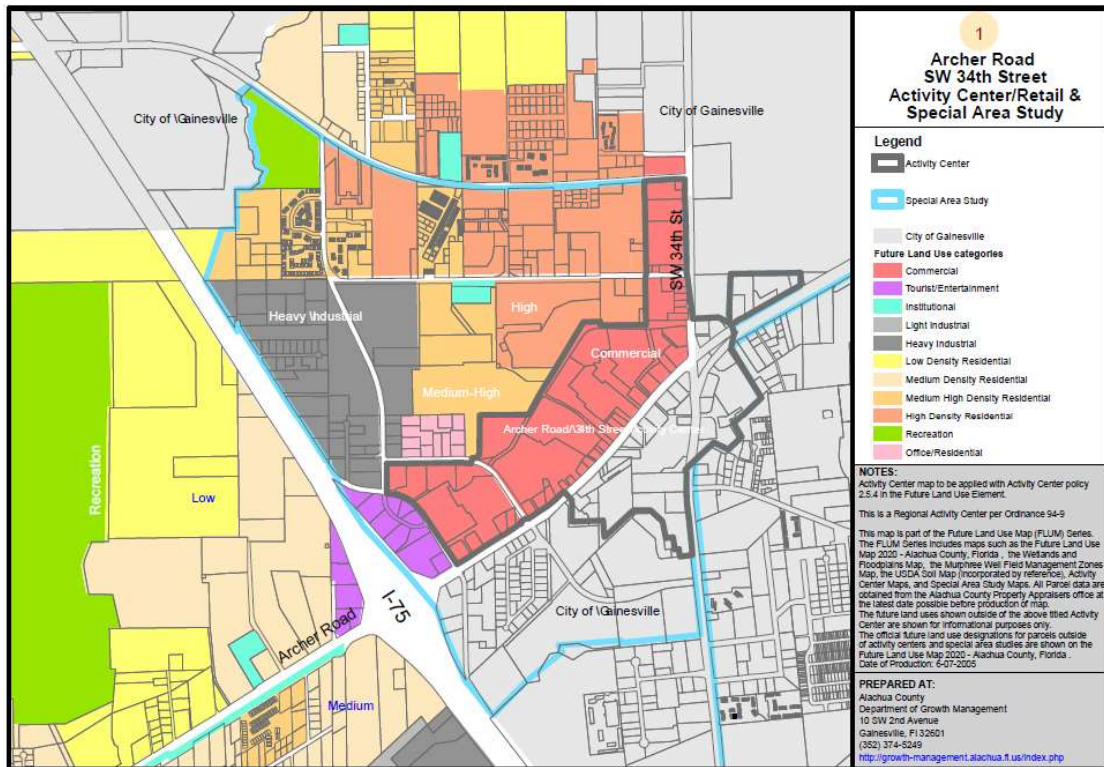 1
Archer Road
SW 34th Street
Activity Center/Retail &
Special Area Study
Legend
Activity Center
Special Area Study
City of Gainesville
Future Land Use categories
Commercial
Tourist/Entertainment
Institutional
Light Industrial
Heavy Industrial
Low Density Residential
Medium Density Residential
Medium High Density Residential
High Density Residential
Recreation
Office/Residential
NOTES:
Activity Center map to be applied with Activity Center policy
2.5.4 in the Future Land Use Element.
This is a Regional Activity Center per Ordinance 94-9
This map is part of the Future Land Use Map (FLUM) Series.
The FLUM Series includes maps such as the Future Land Use
Map 2020 - Alachua County, Florida , the Wetlands and
Floodplains Map, the Murphree Well Field Management Zones
Map, the USDA Soil Map (incorporated by reference), Activity
Center Maps, and Special Area Study Maps. All Parcel data are
obtained from the Alachua County Property Appraisers office at
the latest date possible before production of map.
The future land uses shown outside of the above titled Activity
Center are shown for informational purposes only.
The official future land use designations for parcels outside
of activity centers and special area studies are shown on the
Future Land Use Map 2020 - Alachua County, Florida .
Date of Production: 6-07-2005
PREPARED AT:
Alachua County
Department of Growth Management
10 SW 2nd Avenue
Gainesville, Fl 32601
(352) 374-5249
http://growth-management.alachua.fl.us/index.php
City of \Gainesville
City of Gainesville
SW 34th St
Heavy \Industrial
High
Commercial
Medium-High
Archer Road/\34th Street
Recreation
Low
I-75
City of \Gainesville
Archer Road
Medium